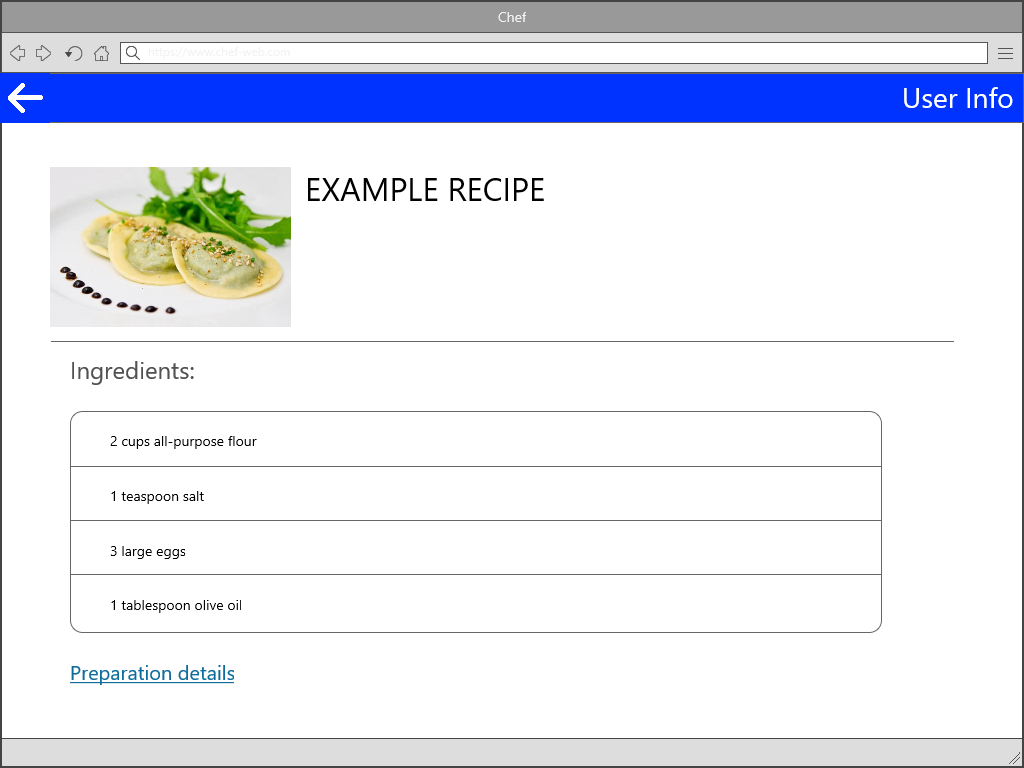 Chef
https://www.chef-web.com
User Info
EXAMPLE RECIPE
Ingredients:
2 cups all-purpose flour
1 teaspoon salt
3 large eggs
1 tablespoon olive oil
Preparation details